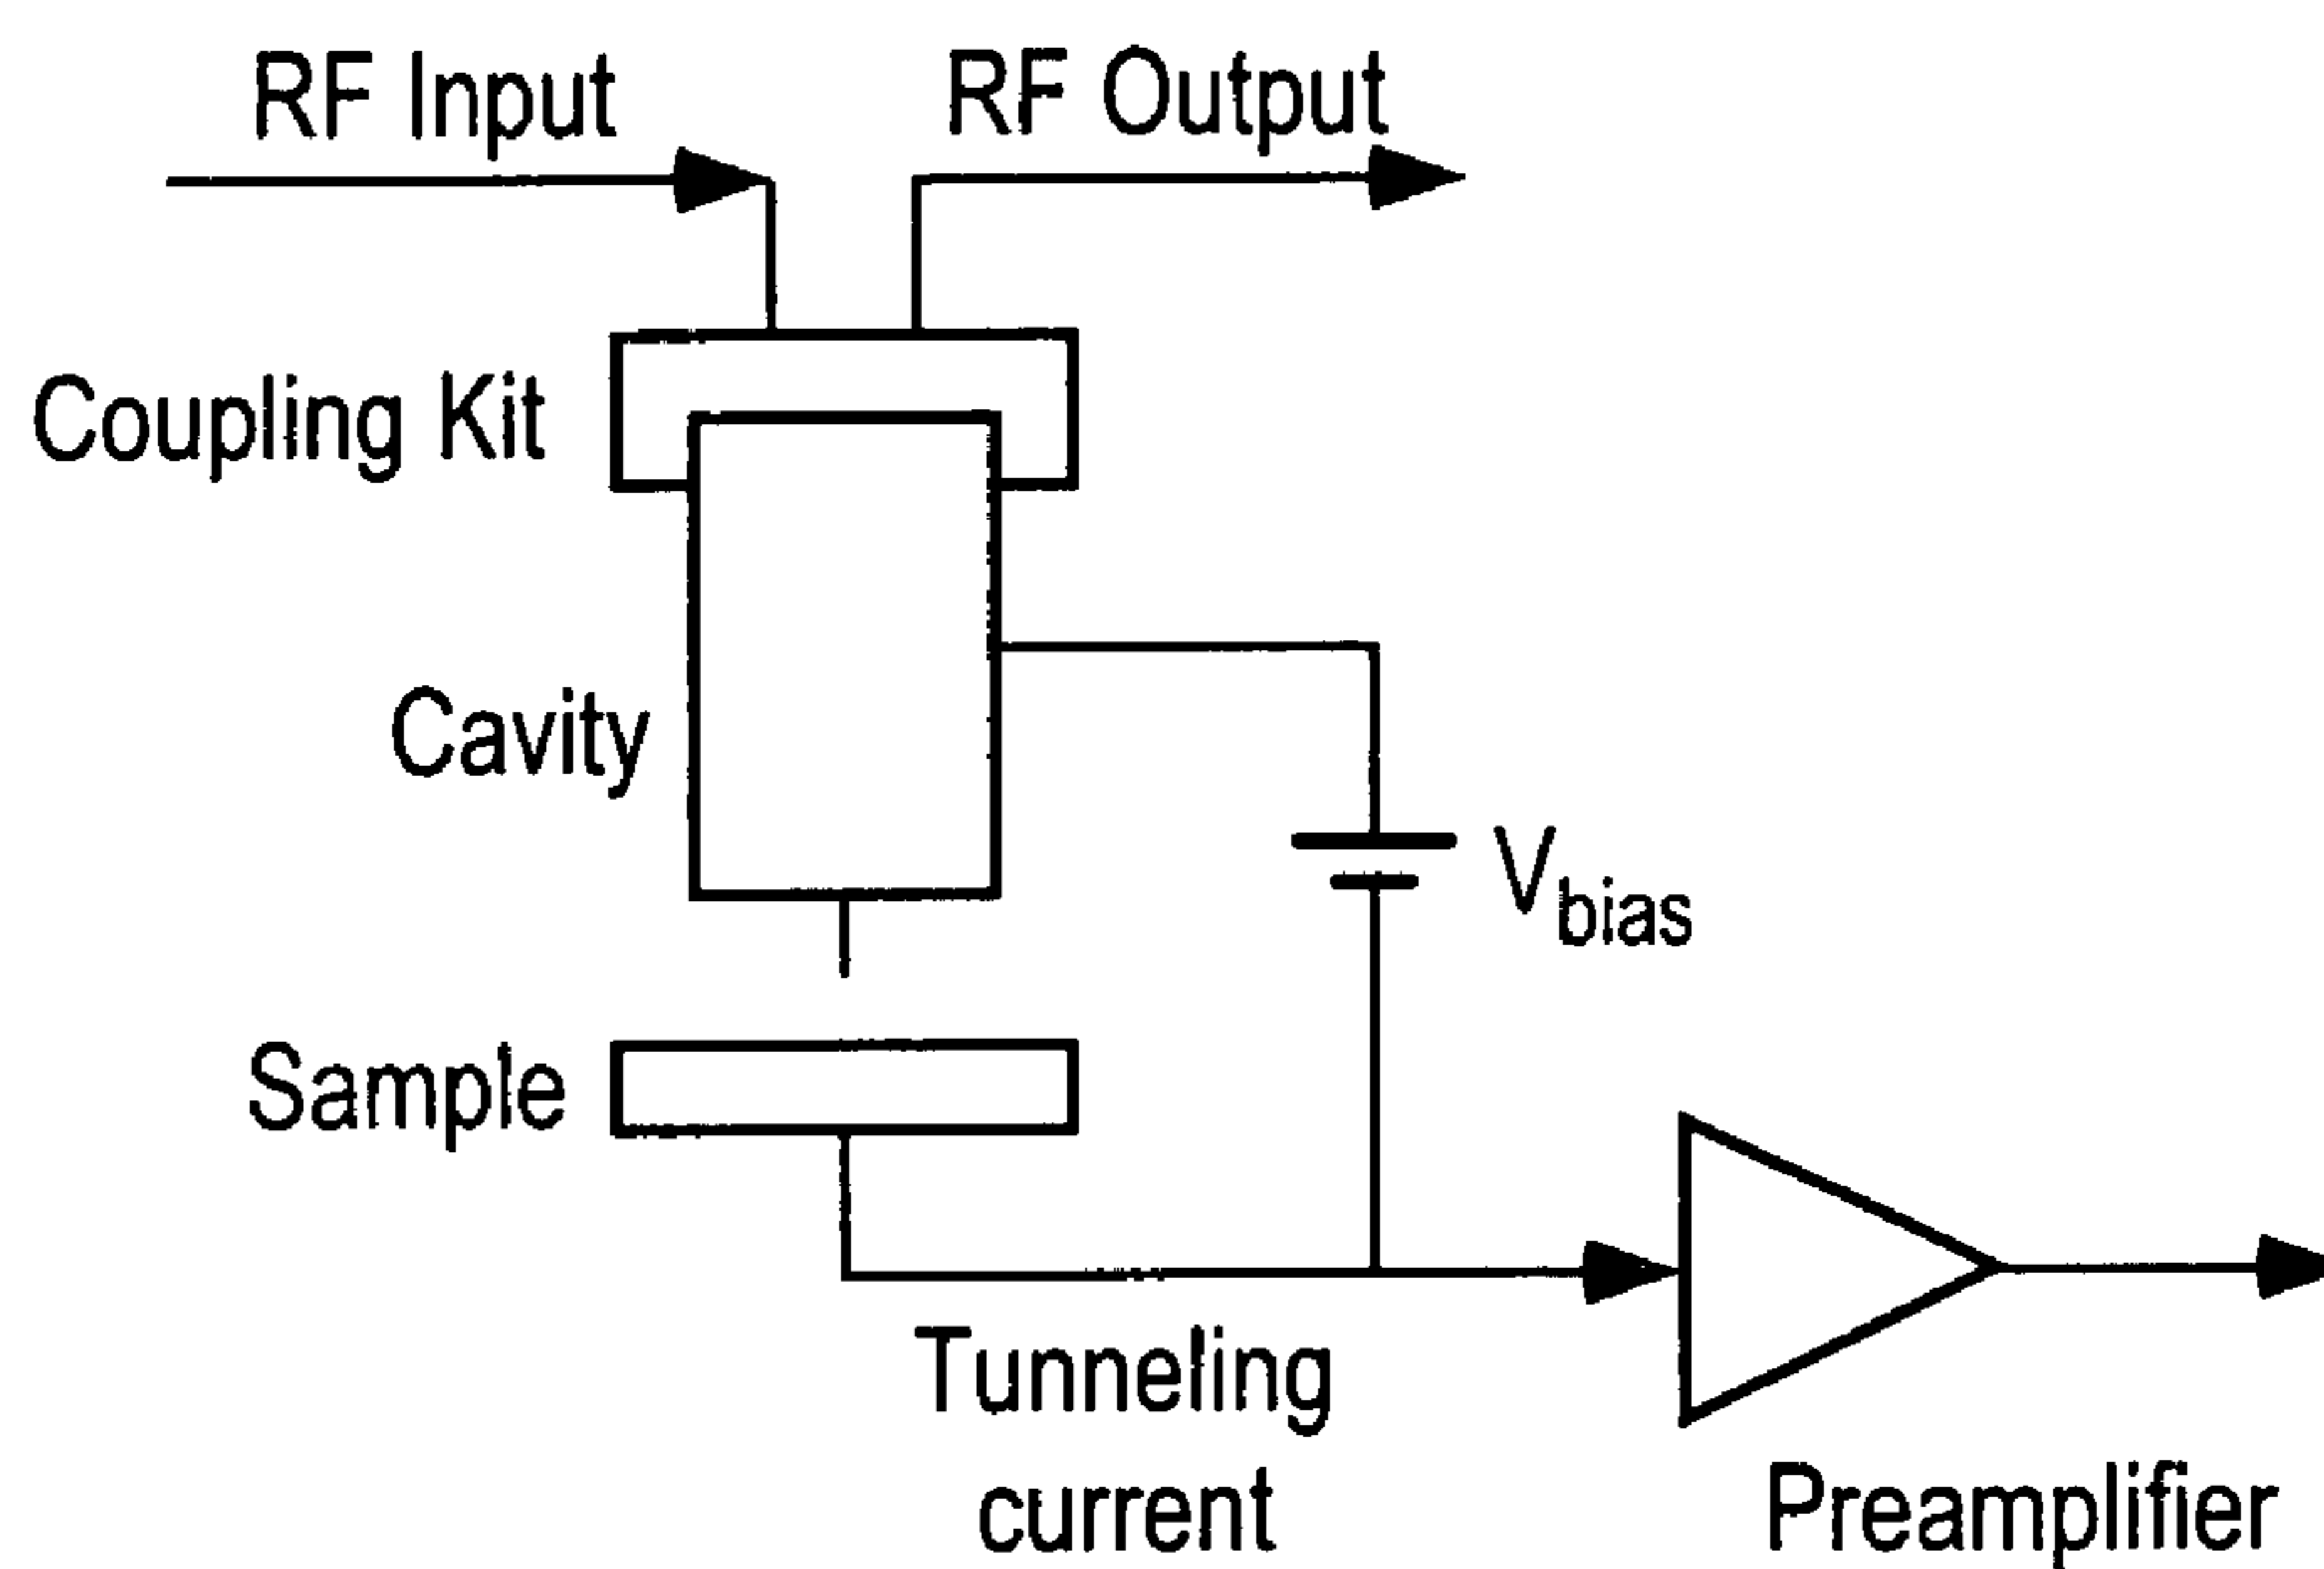 RF Input
RF Output
Coupling Kit
Cavity
Vbias
Sample
Tunneling
current
Preamplifier